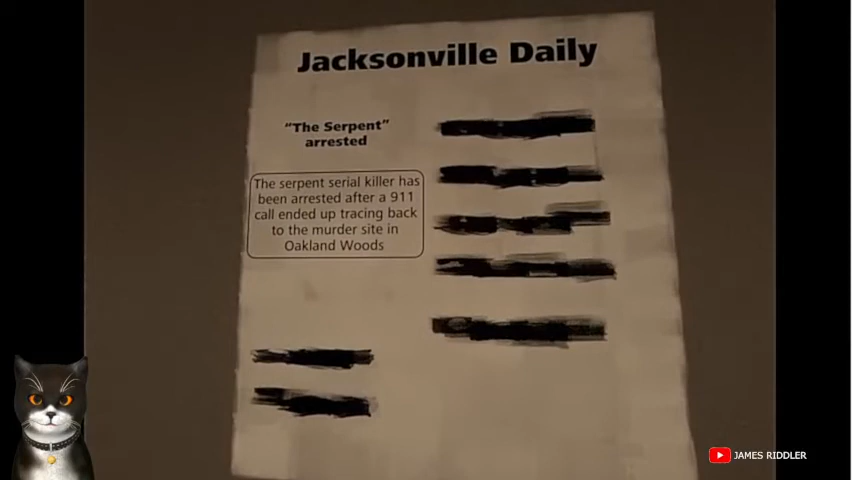 Jacksonville Daily
"The Serpent"
arrested
The serpent serial killer has
been arrested after a 911
call ended up tracing back
to the murder site in
Oakland Woods
JAMES RIDDLER